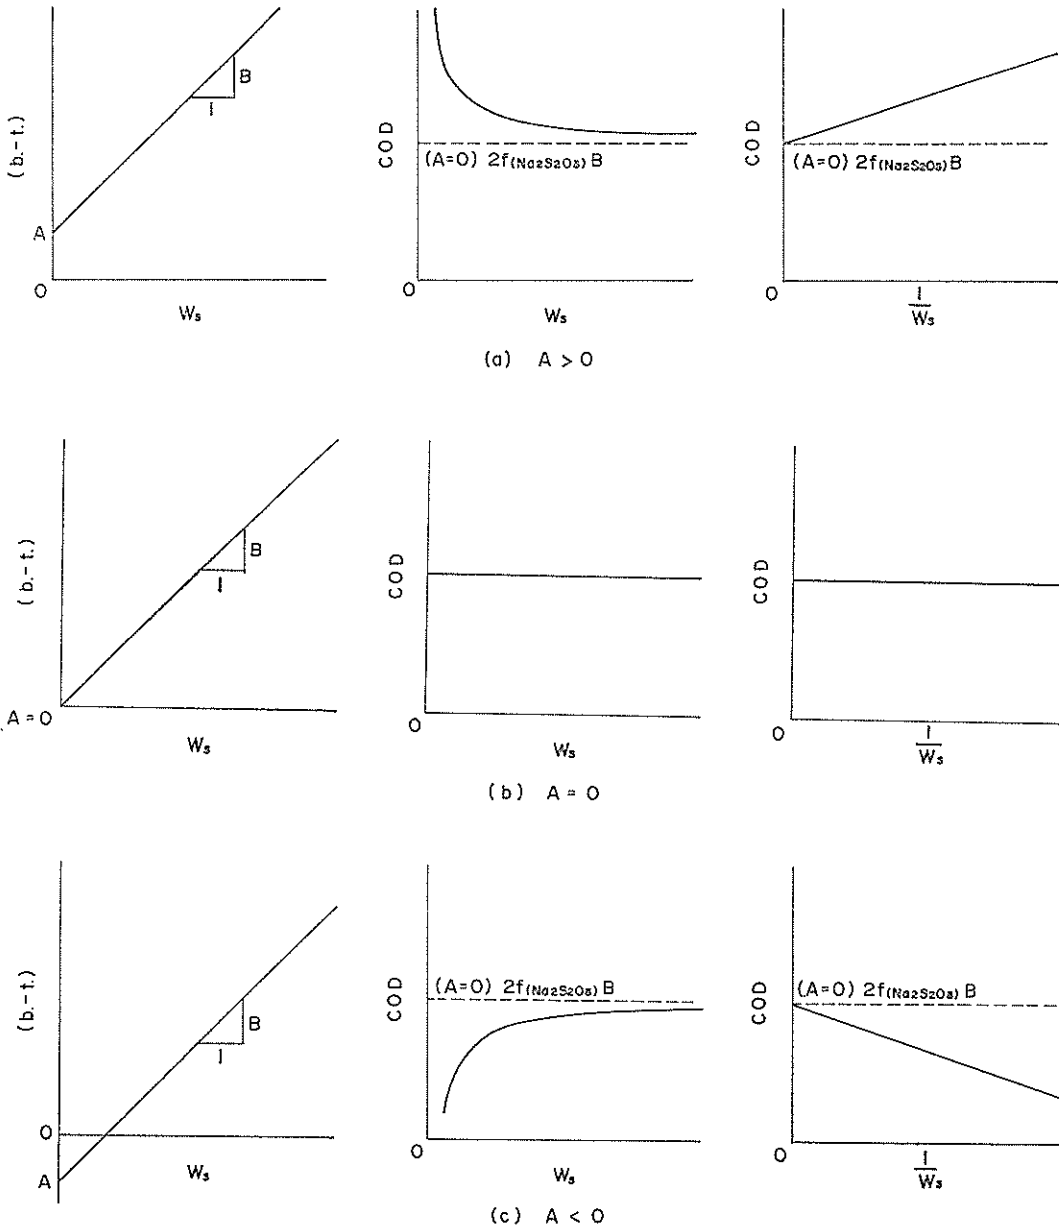 (b.-t.)
A
O
Ws
B
1
COD
(A=0) 2f(Na2S2O3)B
O
Ws
COD
(A=0) 2f(Na2S2O3)B
O
1
Ws
(a) A > 0
(b.-t.)
A = 0
Ws
B
1
COD
O
Ws
COD
O
1
Ws
(b) A = 0
(b.-t.)
O
A
Ws
B
1
COD
(A=0) 2f(Na2S2O3)B
O
Ws
COD
(A=0) 2f(Na2S2O3)B
O
1
Ws
(c) A < 0